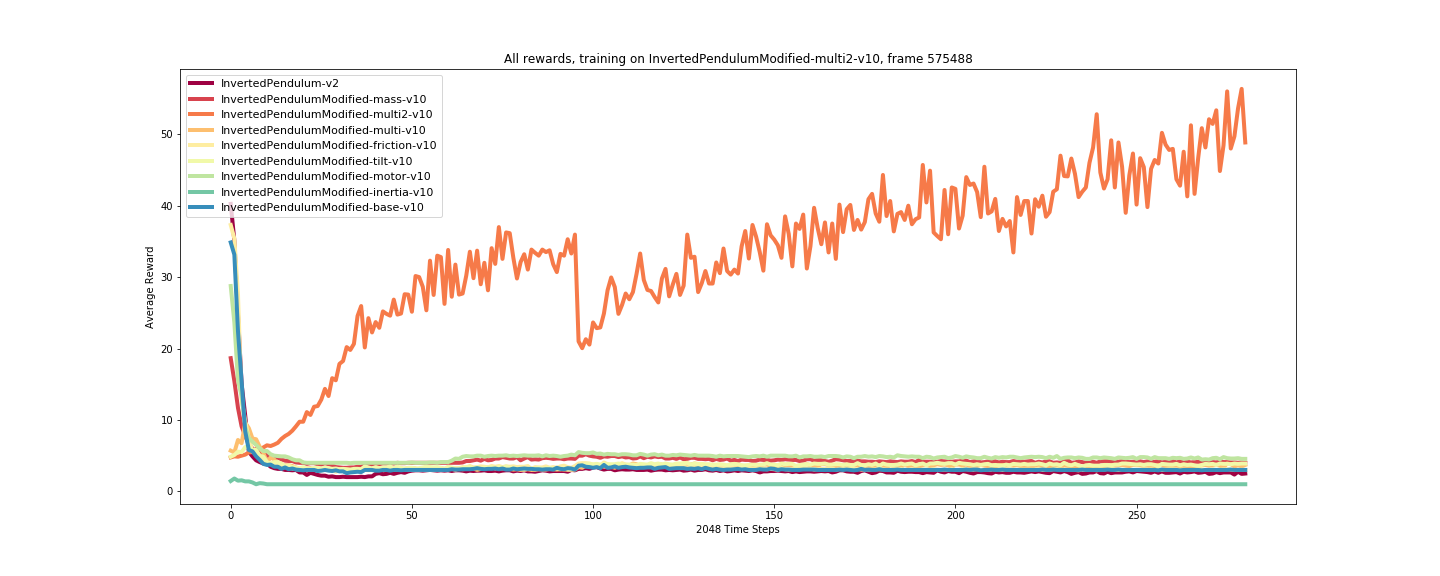 All rewards, training on InvertedPendulumModified-multi2-v10, frame 575488
InvertedPendulum-v2
InvertedPendulumModified-mass-v10
InvertedPendulumModified-multi2-v10
InvertedPendulumModified-multi-v10
InvertedPendulumModified-friction-v10
InvertedPendulumModified-tilt-v10
InvertedPendulumModified-motor-v10
InvertedPendulumModified-inertia-v10
InvertedPendulumModified-base-v10
Average Reward
50
40
30
20
10
0
0 50 100 150 200 250
2048 Time Steps